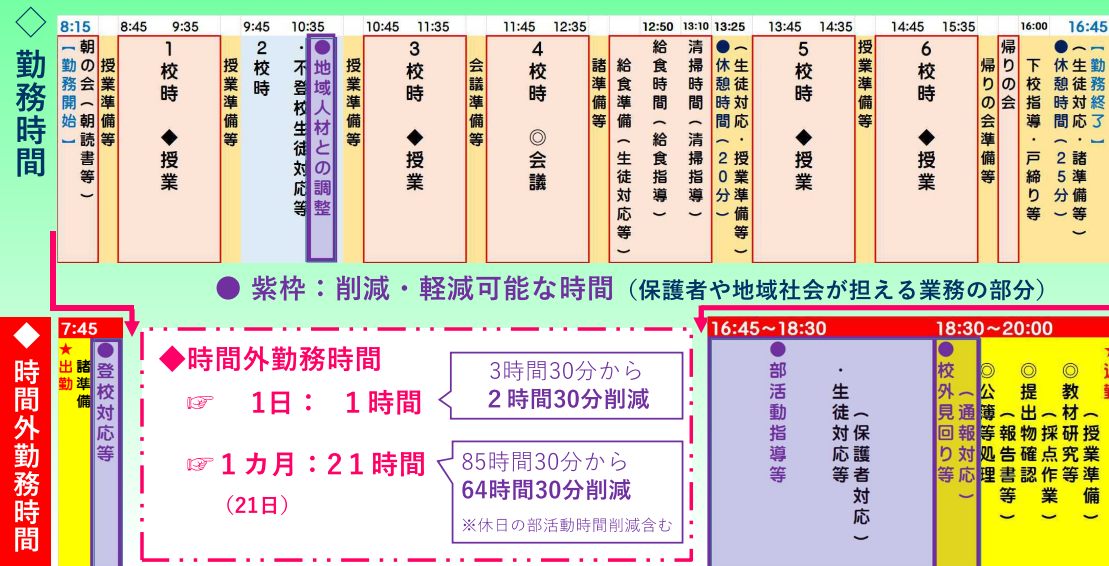 ◇勤務時間
8:15 8:45 9:35 9:45 10:35 10:45 11:35 11:45 12:35 12:50 13:10 13:25 13:45 14:35 14:45 15:35 16:00 16:45
【勤務開始】
朝の会（朝読書等）
授業準備等
1校時 ◆授業
授業準備等
2校時
・不登校生徒対応等
●地域人材との調整
授業準備等
3校時 ◆授業
会議準備等
4校時 ◎会議
諸準備等
給食準備（生徒対応等）
給食時間（給食指導）
清掃時間（清掃指導）
●休憩時間（20分）
（生徒対応・授業準備等）
5校時 ◆授業
授業準備等
6校時 ◆授業
帰りの会準備等
帰りの会
下校指導・戸締り等
●休憩時間（25分）
（生徒対応・諸準備等）
【勤務終了】
● 紫枠：削減・軽減可能な時間（保護者や地域社会が担える業務の部分）
◆時間外勤務時間
7:45
★出勤
諸準備
●登校対応等
◆時間外勤務時間
☞ 1日： 1時間
3時間30分から
2時間30分削減
☞1カ月：21時間
（21日）
85時間30分から
64時間30分削減
※休日の部活動時間削減含む
16:45～18:30 18:30～20:00
●部活動指導等
・生徒対応等
（保護者対応）
●校外見回り等
（通報対応）
◎公簿等処理
（報告書等）
◎提出物確認
（採点作業）
◎教材研究等
（授業準備）